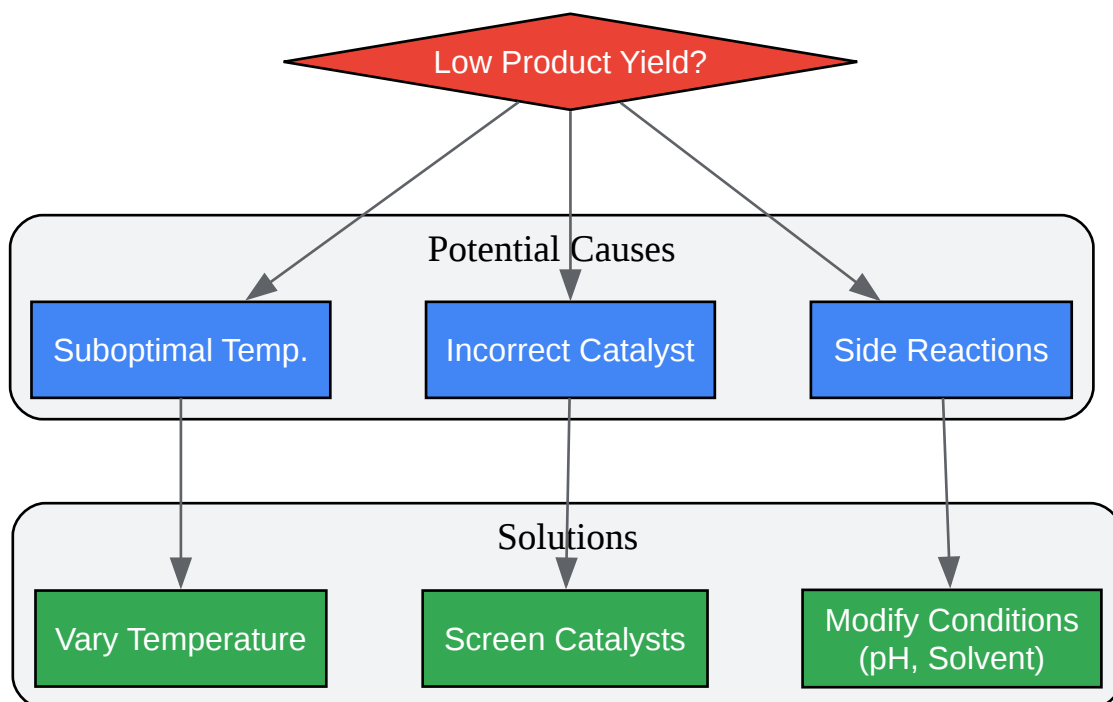 Low Product Yield?
Potential Causes
Suboptimal Temp.
Incorrect Catalyst
Side Reactions
Solutions
Vary Temperature
Screen Catalysts
Modify Conditions
(pH, Solvent)